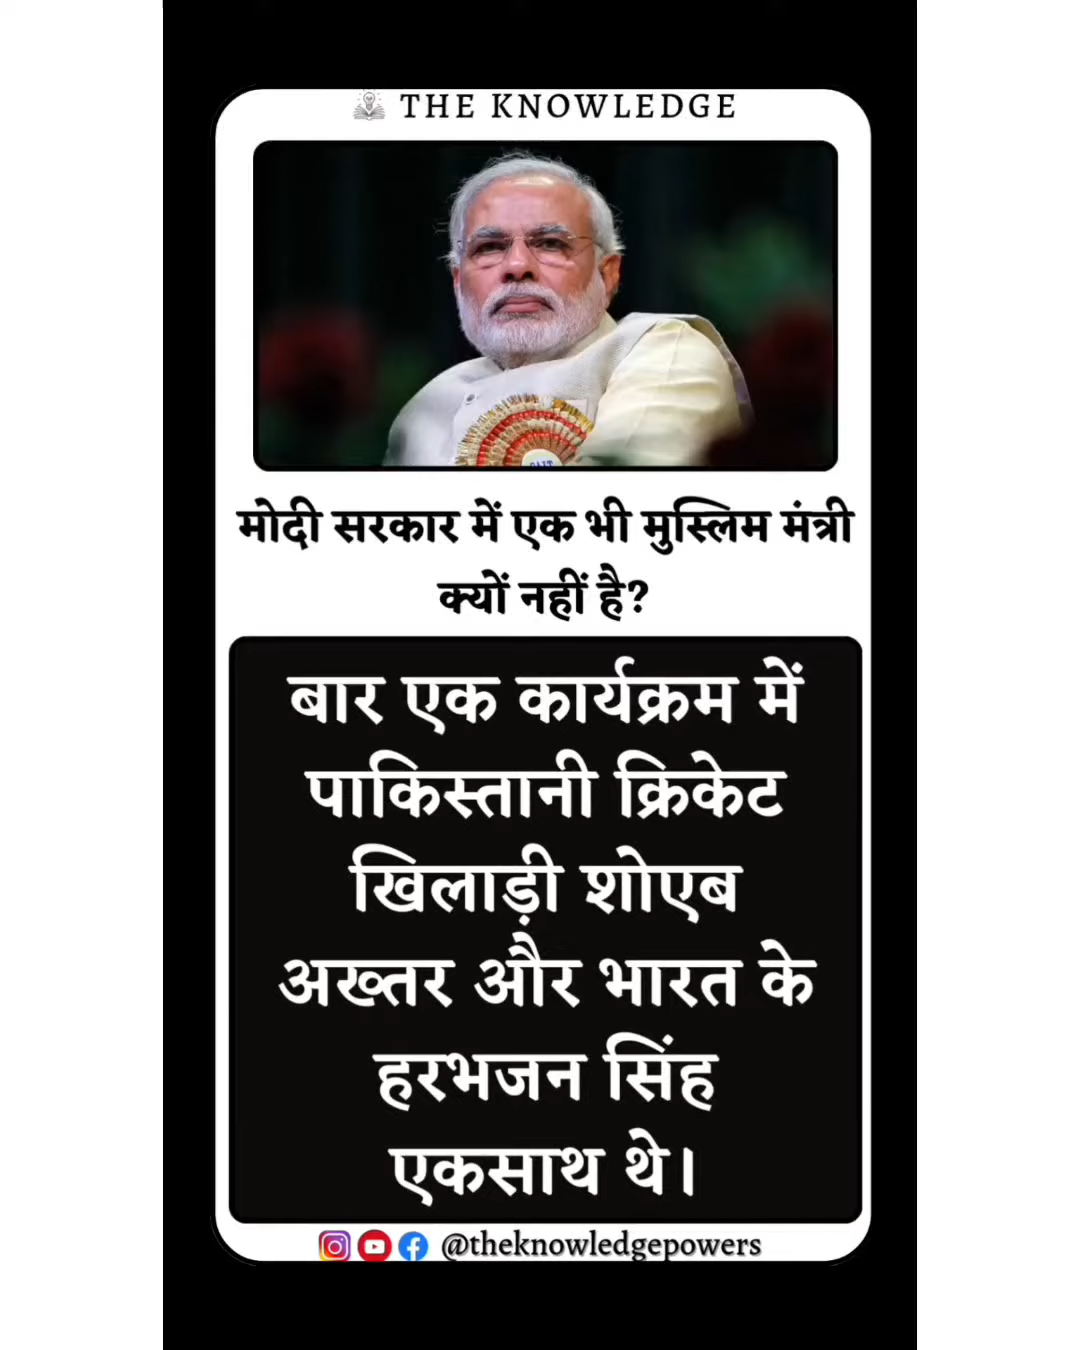 THE KNOWLEDGE
मोदी सरकार में एक भी मुस्लिम मंत्री
क्यों नहीं है?
बार एक कार्यक्रम में
पाकिस्तानी क्रिकेट
खिलाड़ी शोएब
अख्तर और भारत के
हरभजन सिंह
एकसाथ थे।
@theknowledgepowers